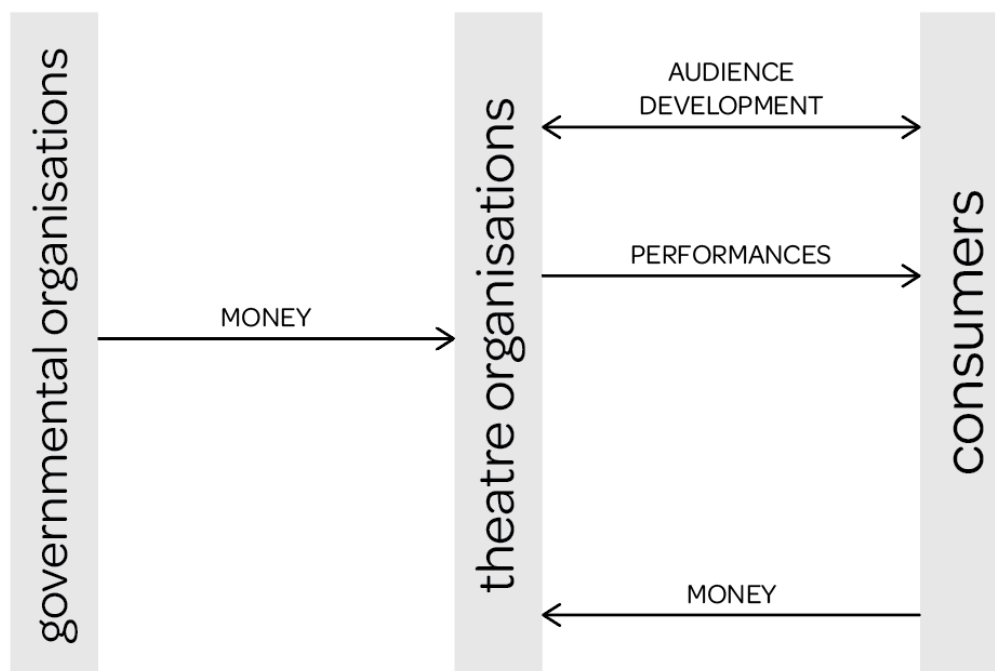 governmental organisations
MONEY
theatre organisations
AUDIENCE
DEVELOPMENT
PERFORMANCES
MONEY
consumers